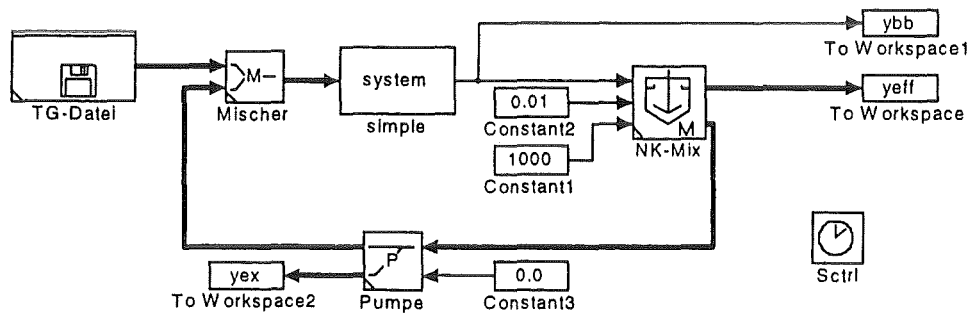 ybb
To Workspace1
M
system
yeff
TG-Datei
Mischer
simple
0.01
Constant2
M
NK-Mix
To Workspace
1000
Constant1
P
yex
0.0
To Workspace2
Pumpe
Constant3
Sctrl